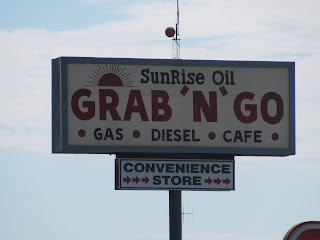 SunRise Oil
GRAB 'N' GO
• GAS • DIESEL • CAFE •
CONVENIENCE
→→→ STORE →→→